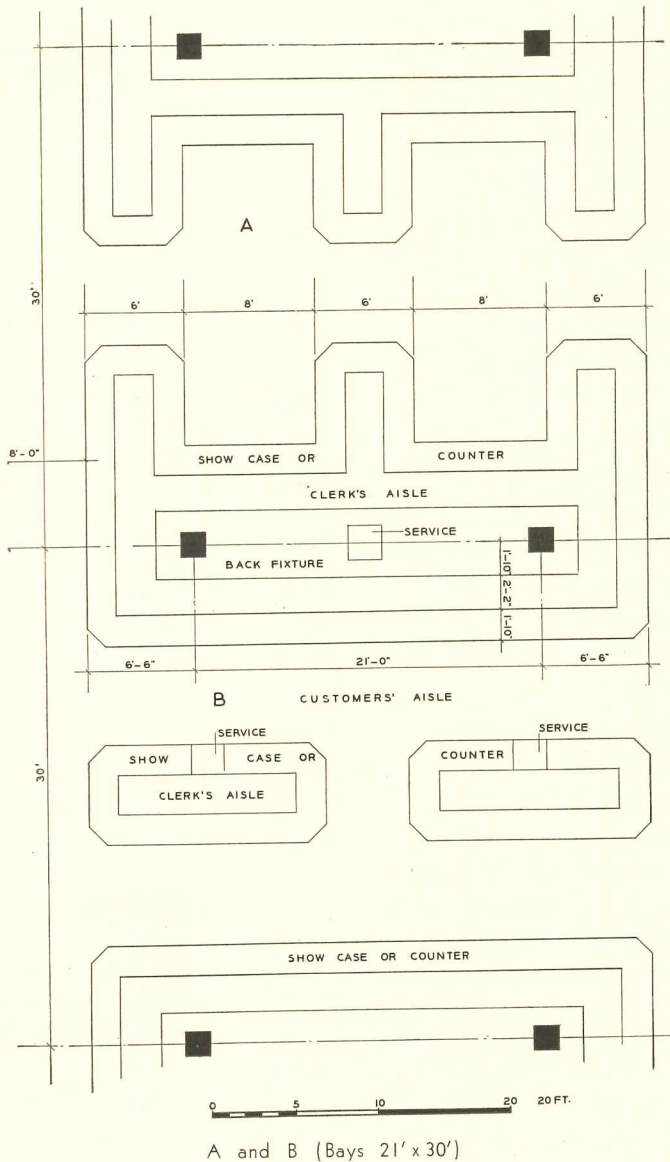 A
30'
6'
8'
6'
8'
6'
8'-0"
SHOW CASE OR COUNTER
CLERK'S AISLE
SERVICE
BACK FIXTURE
1'-10"
2'-2"
1'-10"
6'-6"
21'-0"
6'-6"
B CUSTOMERS' AISLE
SERVICE
SERVICE
SHOW CASE OR
COUNTER
CLERK'S AISLE
30'
SHOW CASE OR COUNTER
0 5 10 20 20 FT.
A and B (Bays 21' x 30')